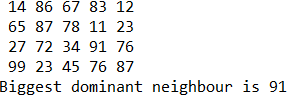 14 86 67 83 12
65 87 78 11 23
27 72 34 91 76
99 23 45 76 87
Biggest dominant neighbour is 91